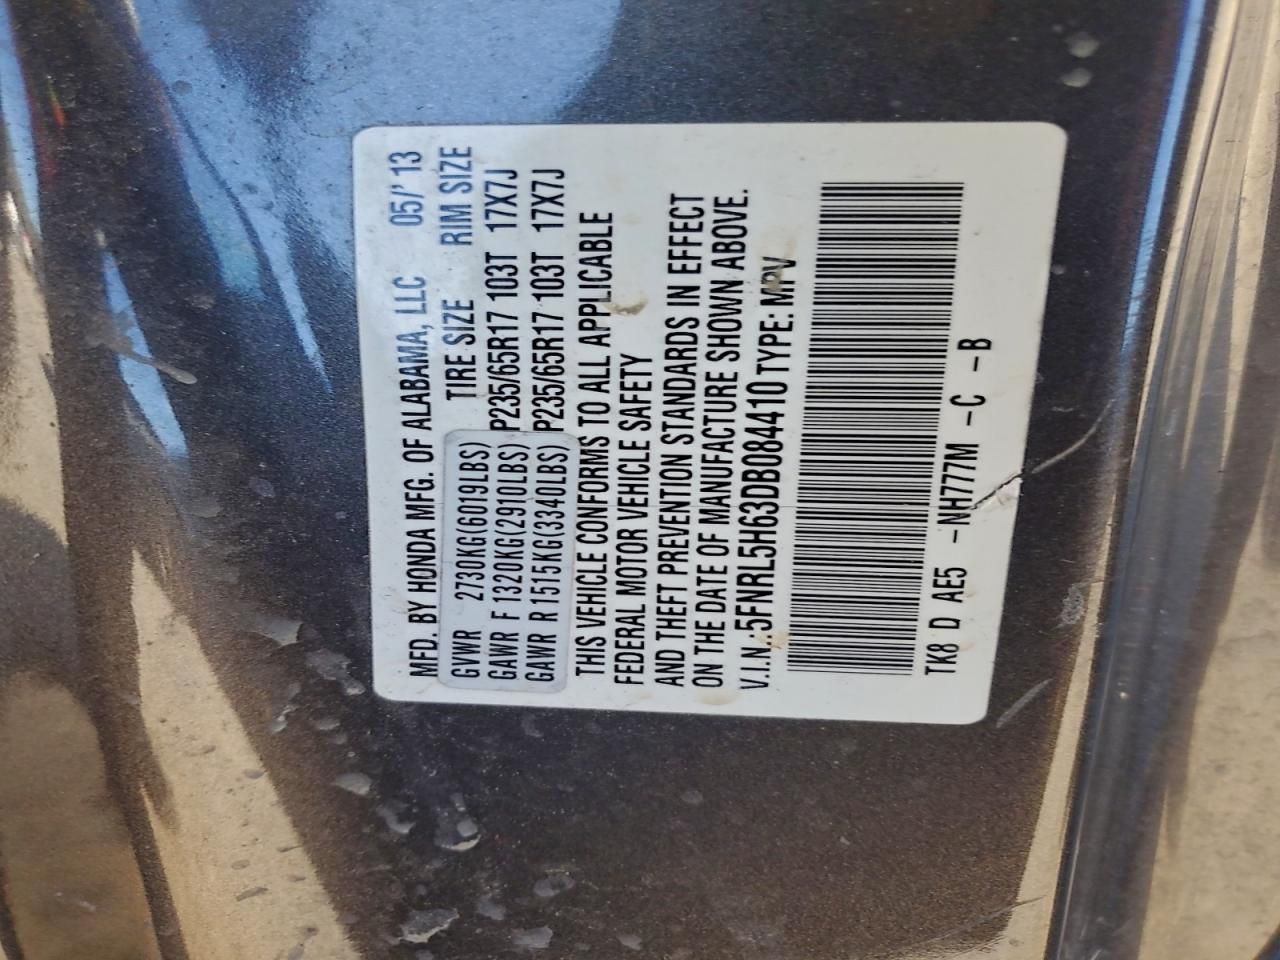 MFD. BY HONDA MFG. OF ALABAMA, LLC 05/' 13
GVWR 2730KG(6019LBS) TIRE SIZE RIM SIZE
GAWR F 1320KG(2910LBS) P235/65R17 103T 17X7J
GAWR R 1515KG(3340LBS) P235/65R17 103T 17X7J
THIS VEHICLE CONFORMS TO ALL APPLICABLE
FEDERAL MOTOR VEHICLE SAFETY
AND THEFT PREVENTION STANDARDS IN EFFECT
ON THE DATE OF MANUFACTURE SHOWN ABOVE.
V.I.N.:5FNRL5H63DB084410 TYPE: MPV
TK8 D AE5 -NH777M -C -B